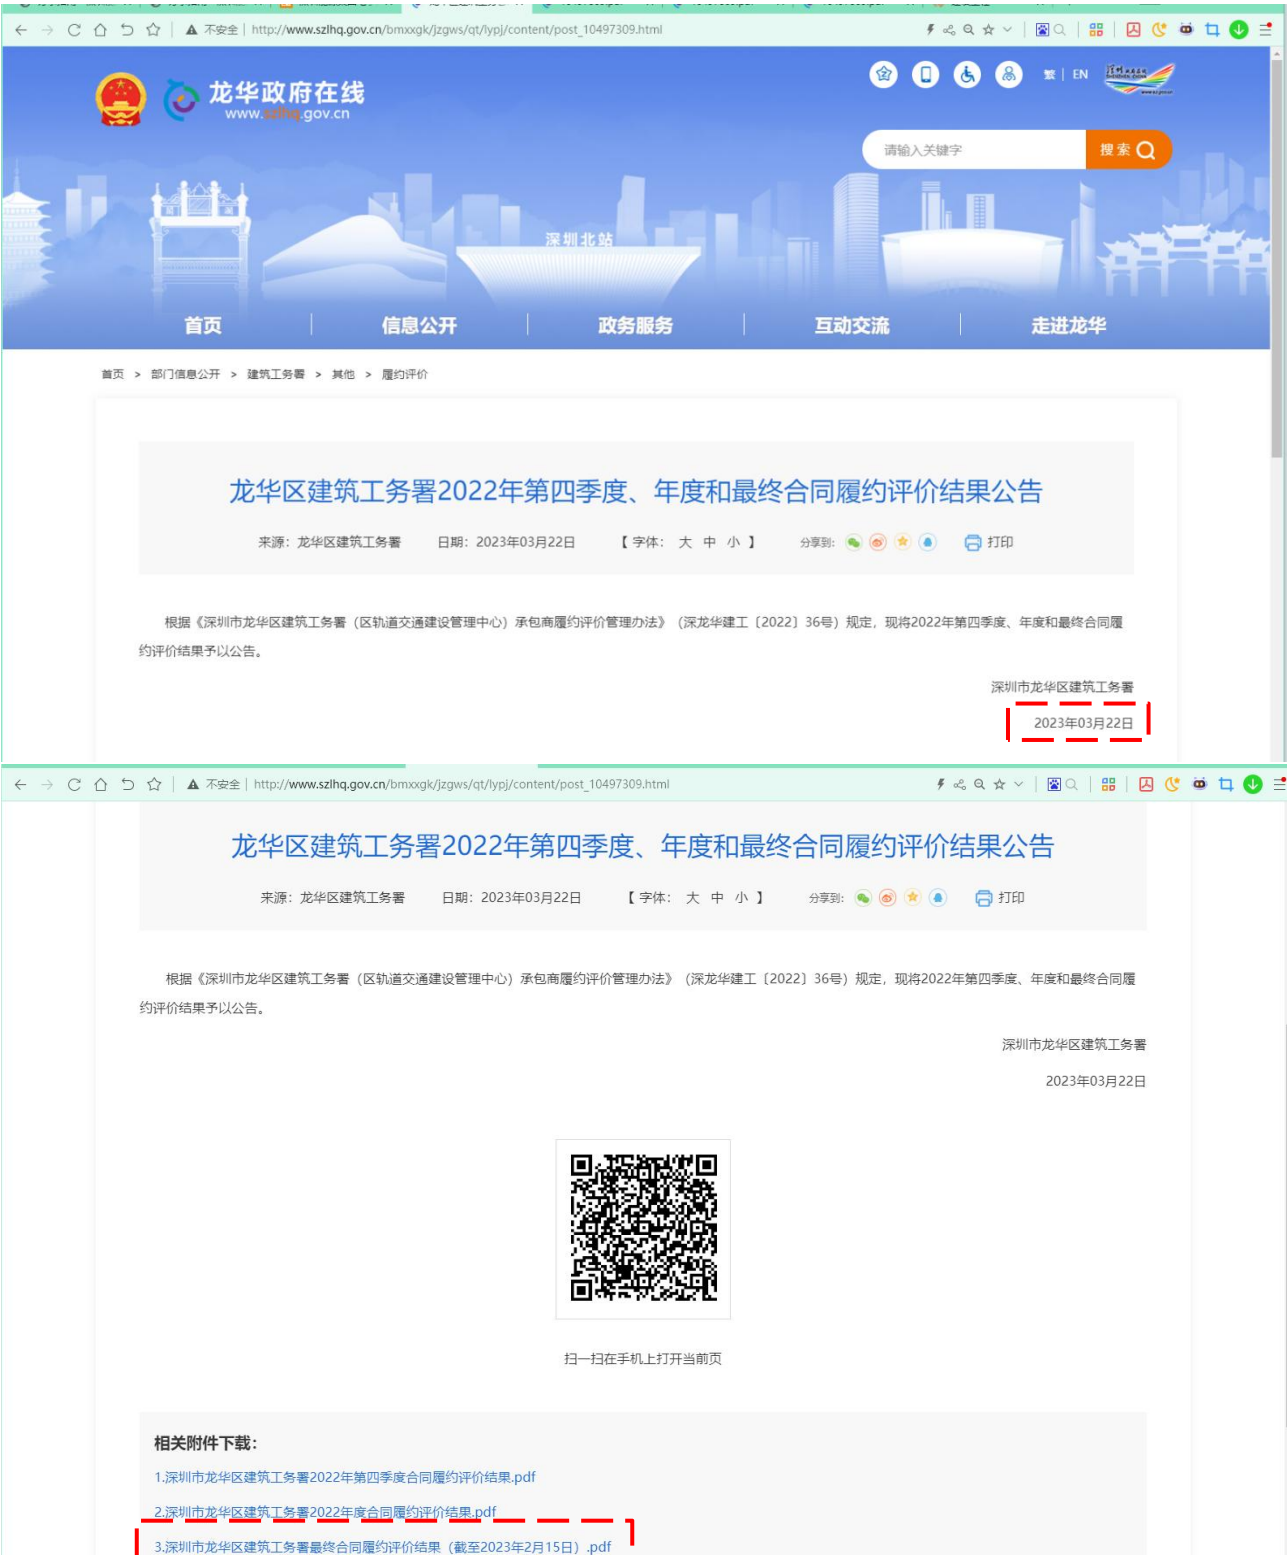 不安全 http://www.szlhq.gov.cn/bmxxgk/jzgws/qt/lypj/content/post_10497309.html
繁 | EN
龙华政府在线
www.szlhq.gov.cn
请输入关键字
搜索
深圳北站
首页 信息公开 政务服务 互动交流 走进龙华
首页 > 部门信息公开 > 建筑工务署 > 其他 > 履约评价
龙华区建筑工务署2022年第四季度、年度和最终合同履约评价结果公告
来源：龙华区建筑工务署 日期：2023年03月22日 【 字体： 大 中 小 】 分享到： 打印
根据《深圳市龙华区建筑工务署（区轨道交通建设管理中心）承包商履约评价管理办法》（深龙华建工〔2022〕36号）规定，现将2022年第四季度、年度和最终合同履
约评价结果予以公告。
深圳市龙华区建筑工务署
2023年03月22日
不安全 http://www.szlhq.gov.cn/bmxxgk/jzgws/qt/lypj/content/post_10497309.html
龙华区建筑工务署2022年第四季度、年度和最终合同履约评价结果公告
来源：龙华区建筑工务署 日期：2023年03月22日 【 字体： 大 中 小 】 分享到： 打印
根据《深圳市龙华区建筑工务署（区轨道交通建设管理中心）承包商履约评价管理办法》（深龙华建工〔2022〕36号）规定，现将2022年第四季度、年度和最终合同履
约评价结果予以公告。
深圳市龙华区建筑工务署
2023年03月22日
扫一扫在手机上打开当前页
相关附件下载：
1.深圳市龙华区建筑工务署2022年第四季度合同履约评价结果.pdf
2.深圳市龙华区建筑工务署2022年度合同履约评价结果.pdf
3.深圳市龙华区建筑工务署最终合同履约评价结果（截至2023年2月15日）.pdf